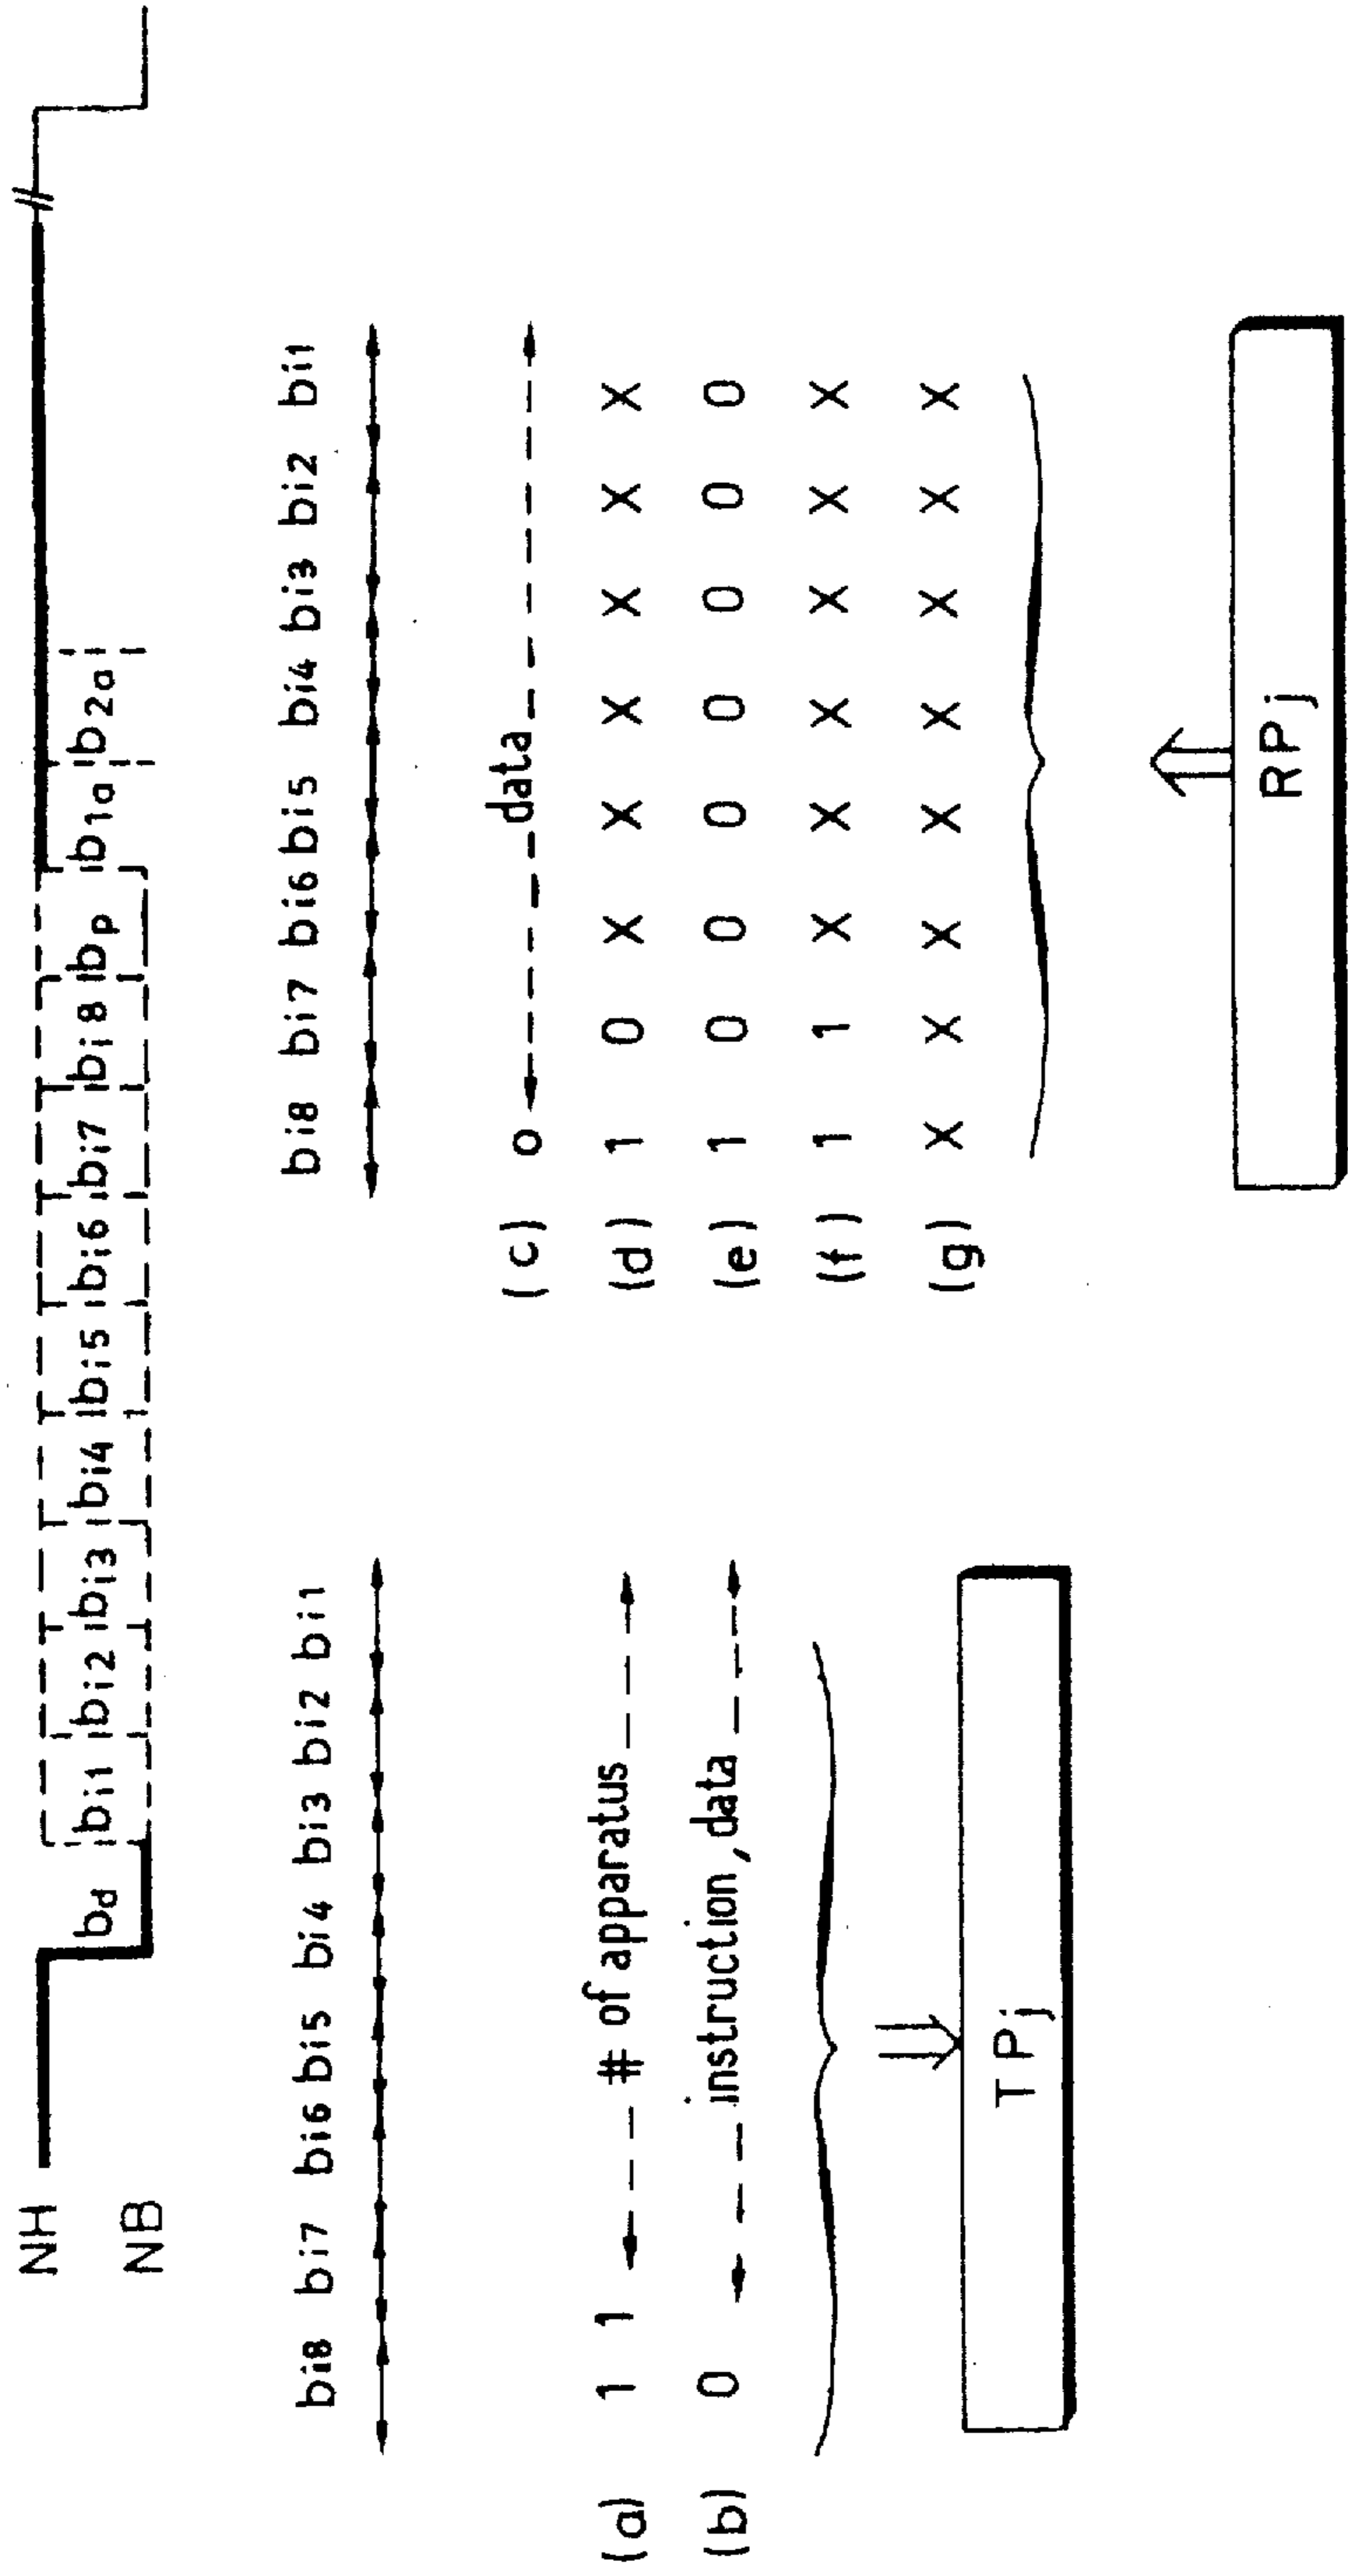 NH
NB
bd bi1 bi2 bi3 bi4 bi5 bi6 bi7 bi8 bp b1a b2a
bi8 bi7 bi6 bi5 bi4 bi3 bi2 bi1
(a) 1 1 # of apparatus
(b) 0 instruction, data
TPj
bi8 bi7 bi6 bi5 bi4 bi3 bi2 bi1
(c) 0 data
(d) 1 0 X X X X X X
(e) 1 0 0 0 0 0 0 0
(f) 1 1 X X X X X X
(g) X X X X X X X X
RPj